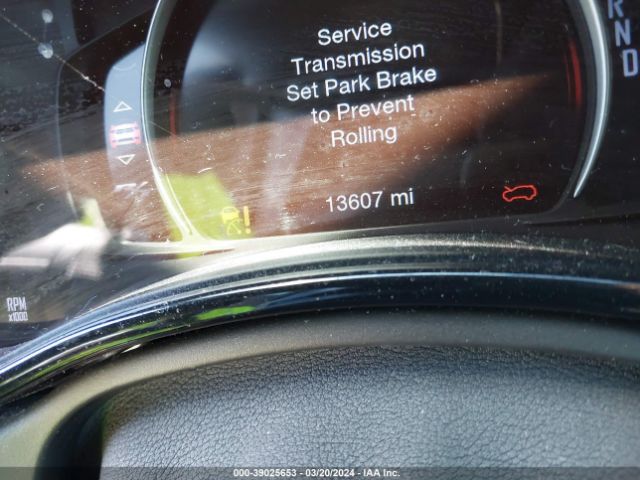 Service
Transmission
Set Park Brake
to Prevent
Rolling
13607 mi
R
N
D
RPM
x1000
000-39025653 - 03/20/2024 - IAA Inc.